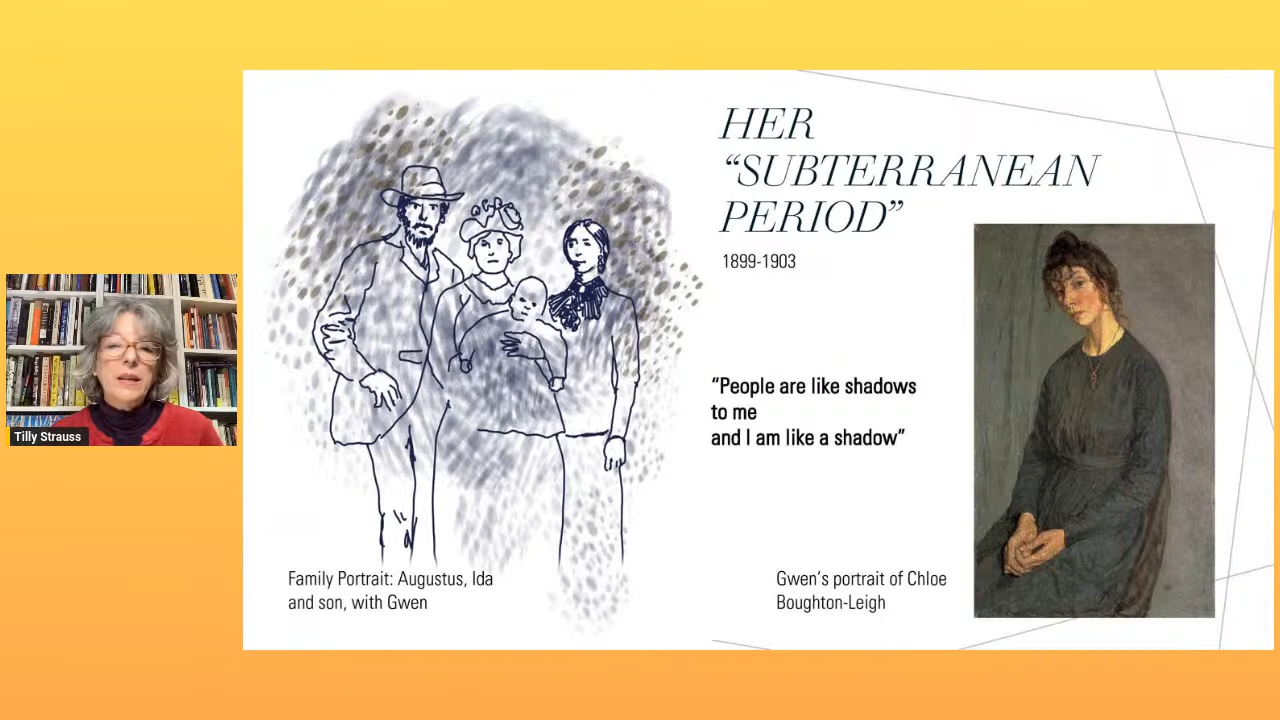 HER
“SUBTERRANEAN
PERIOD”
1899-1903
“People are like shadows
to me
and I am like a shadow”
Tilly Strauss
Family Portrait: Augustus, Ida
and son, with Gwen
Gwen’s portrait of Chloe
Boughton-Leigh